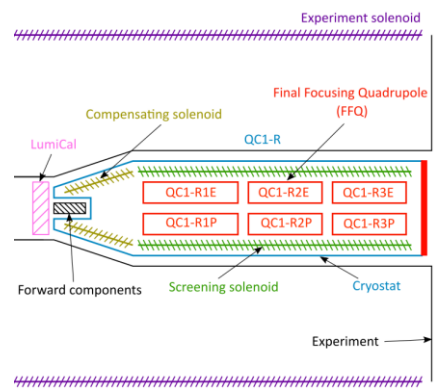 Experiment solenoid
Final Focusing Quadrupole
(FFQ)
Compensating solenoid
QC1-R
LumiCal
QC1-R1E
QC1-R2E
QC1-R3E
QC1-R1P
QC1-R2P
QC1-R3P
Forward components
Screening solenoid
Cryostat
Experiment